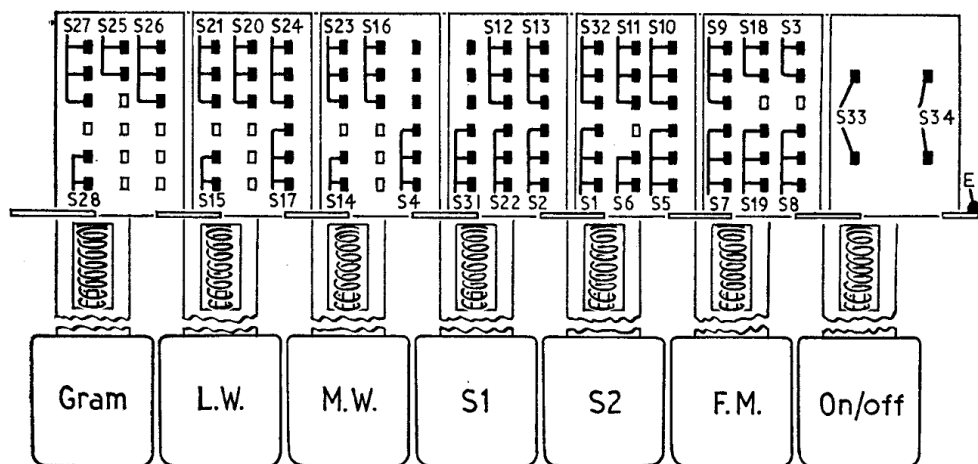 S27 S25 S26 S21 S20 S24 S23 S16 S12 S13 S32 S11 S10 S9 S18 S3
S33 S34
E
S28 S15 S17 S14 S4 S31 S22 S2 S1 S6 S5 S7 S19 S8
Gram L.W. M.W. S1 S2 F.M. On/off